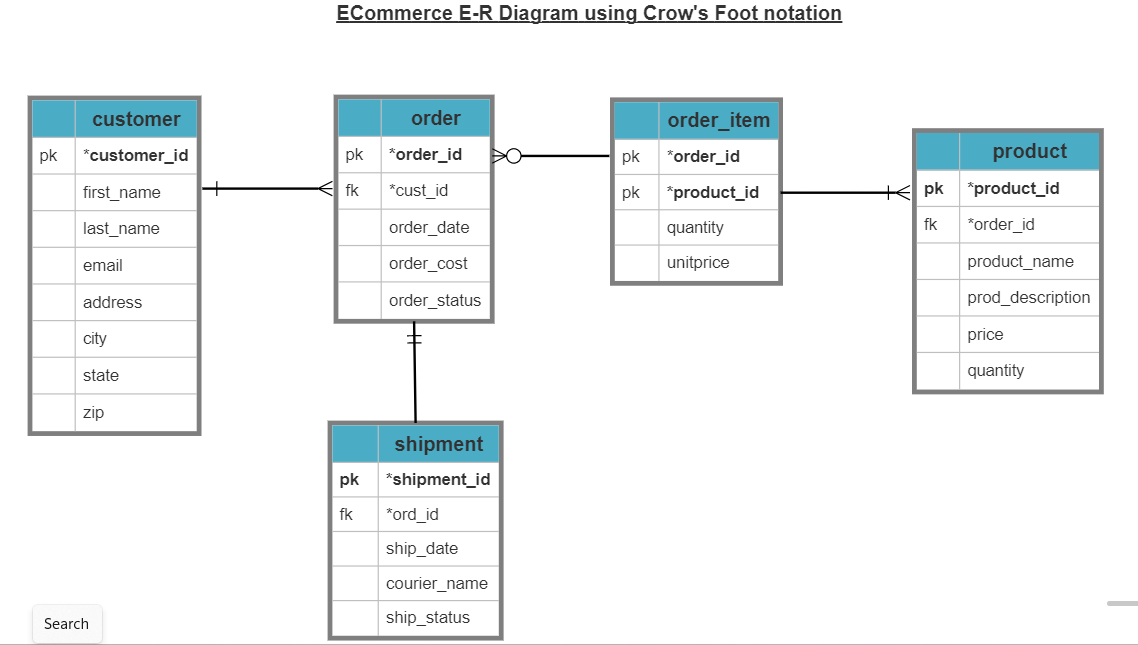 ECommerce E-R Diagram using Crow's Foot notation
customer
pk *customer_id
first_name
last_name
email
address
city
state
zip
order
pk *order_id
fk *cust_id
order_date
order_cost
order_status
order_item
pk *order_id
pk *product_id
quantity
unitprice
product
pk *product_id
fk *order_id
product_name
prod_description
price
quantity
shipment
pk *shipment_id
fk *ord_id
ship_date
courier_name
ship_status
Search